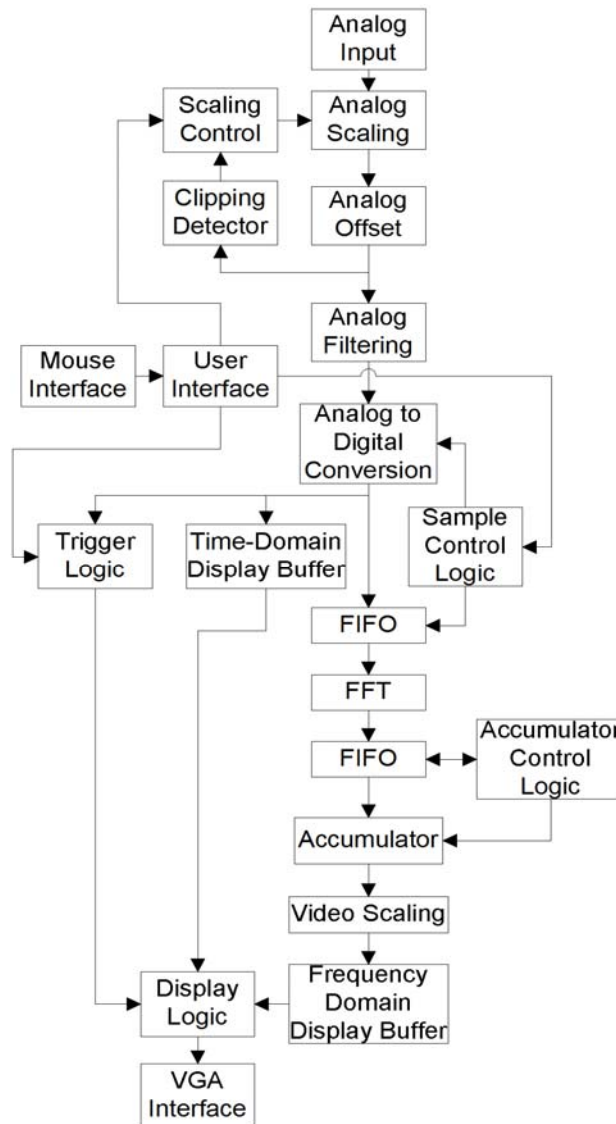 Analog
Input
Scaling
Control
Analog
Scaling
Clipping
Detector
Analog
Offset
Analog
Filtering
Mouse
Interface
User
Interface
Analog to
Digital
Conversion
Trigger
Logic
Time-Domain
Display Buffer
Sample
Control
Logic
FIFO
FFT
FIFO
Accumulator
Control
Logic
Accumulator
Video Scaling
Display
Logic
Frequency
Domain
Display Buffer
VGA
Interface